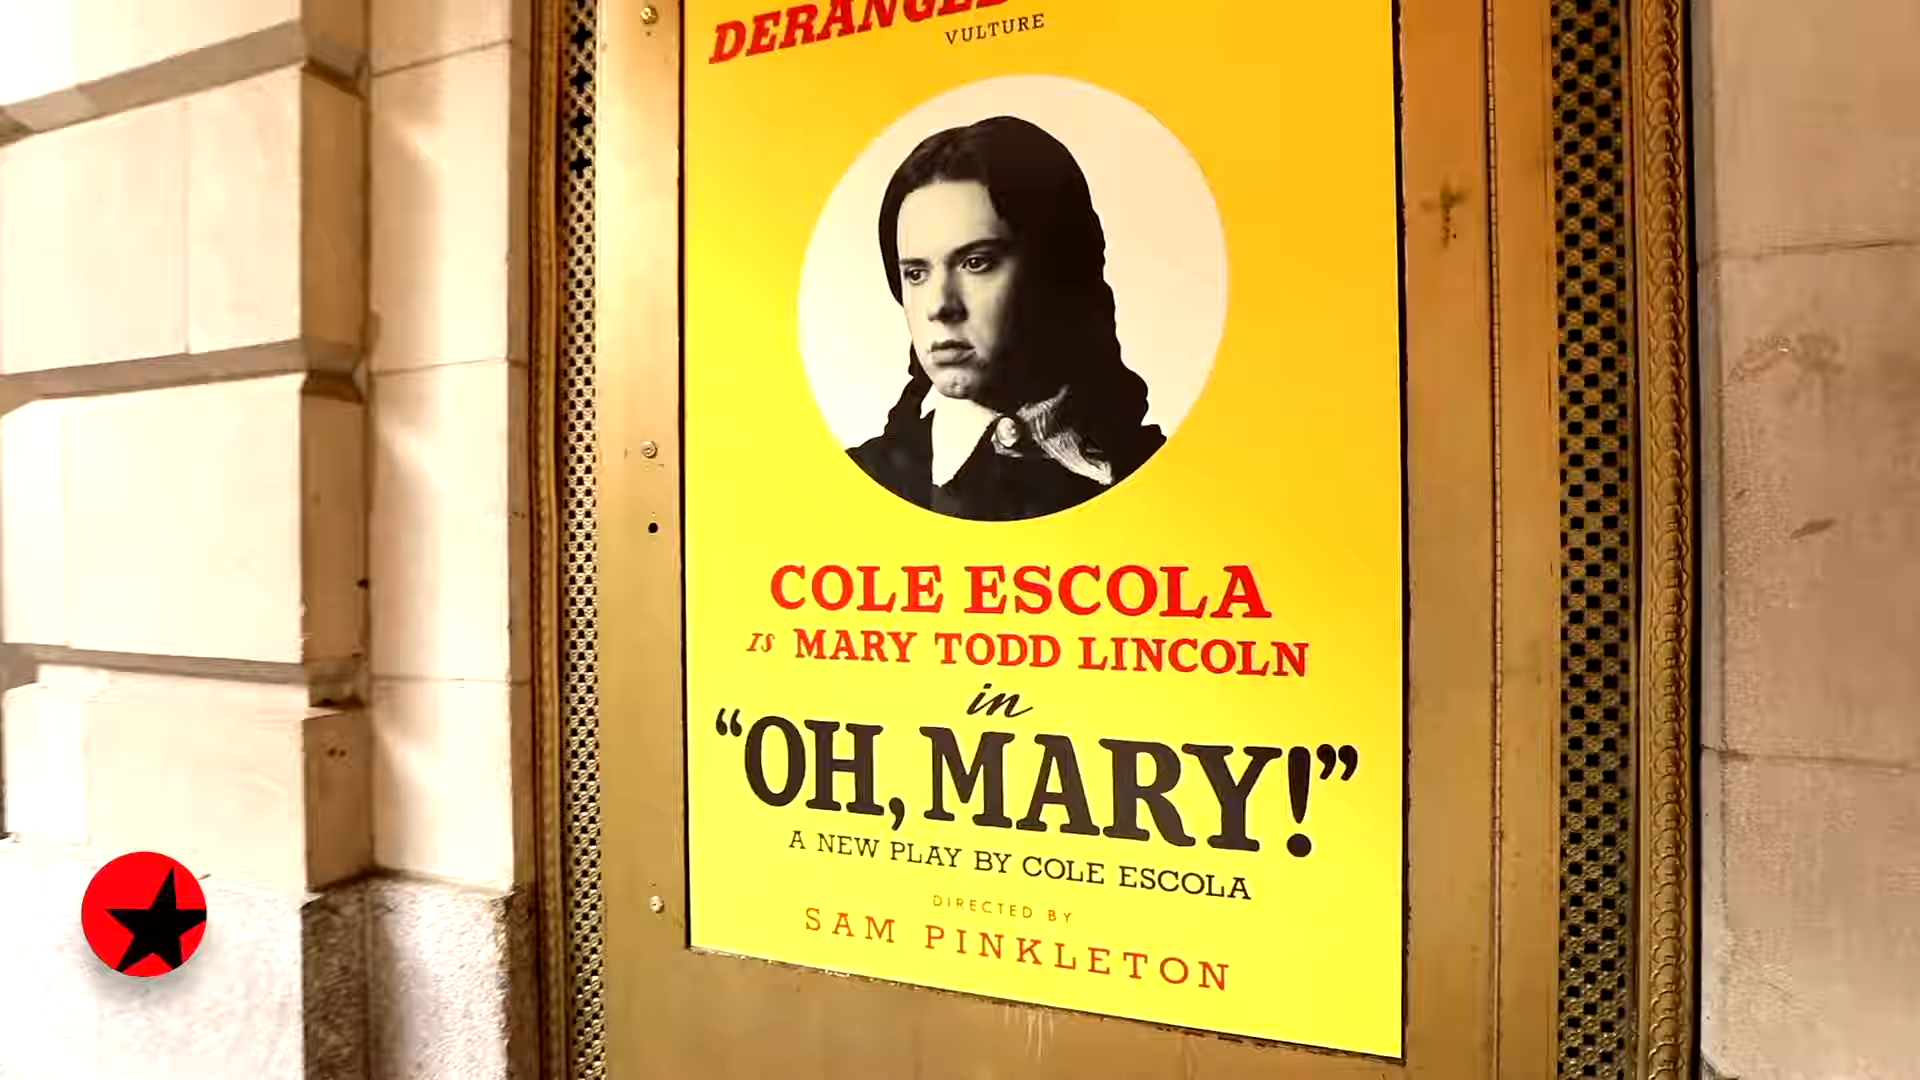 DERANGED
VULTURE
COLE ESCOLA
IS MARY TODD LINCOLN
in
“OH, MARY!”
A NEW PLAY BY COLE ESCOLA
DIRECTED BY
SAM PINKLETON